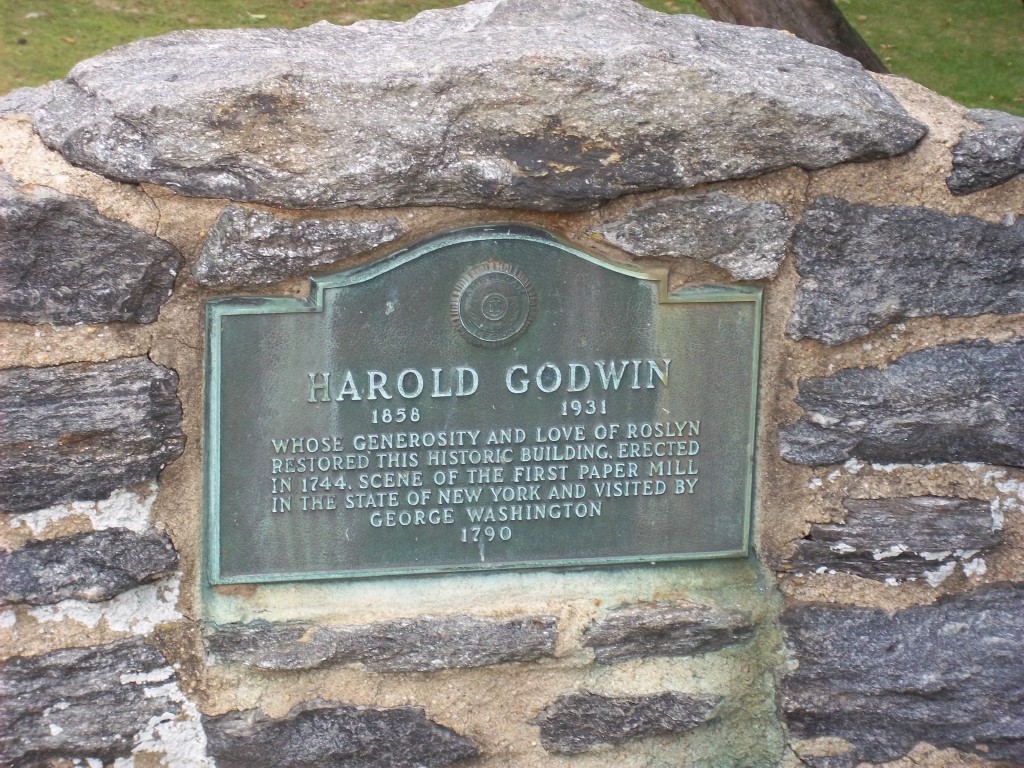 HAROLD GODWIN
1858 1931
WHOSE GENEROSITY AND LOVE OF ROSLYN
RESTORED THIS HISTORIC BUILDING, ERECTED
IN 1744, SCENE OF THE FIRST PAPER MILL
IN THE STATE OF NEW YORK AND VISITED BY
GEORGE WASHINGTON
1790